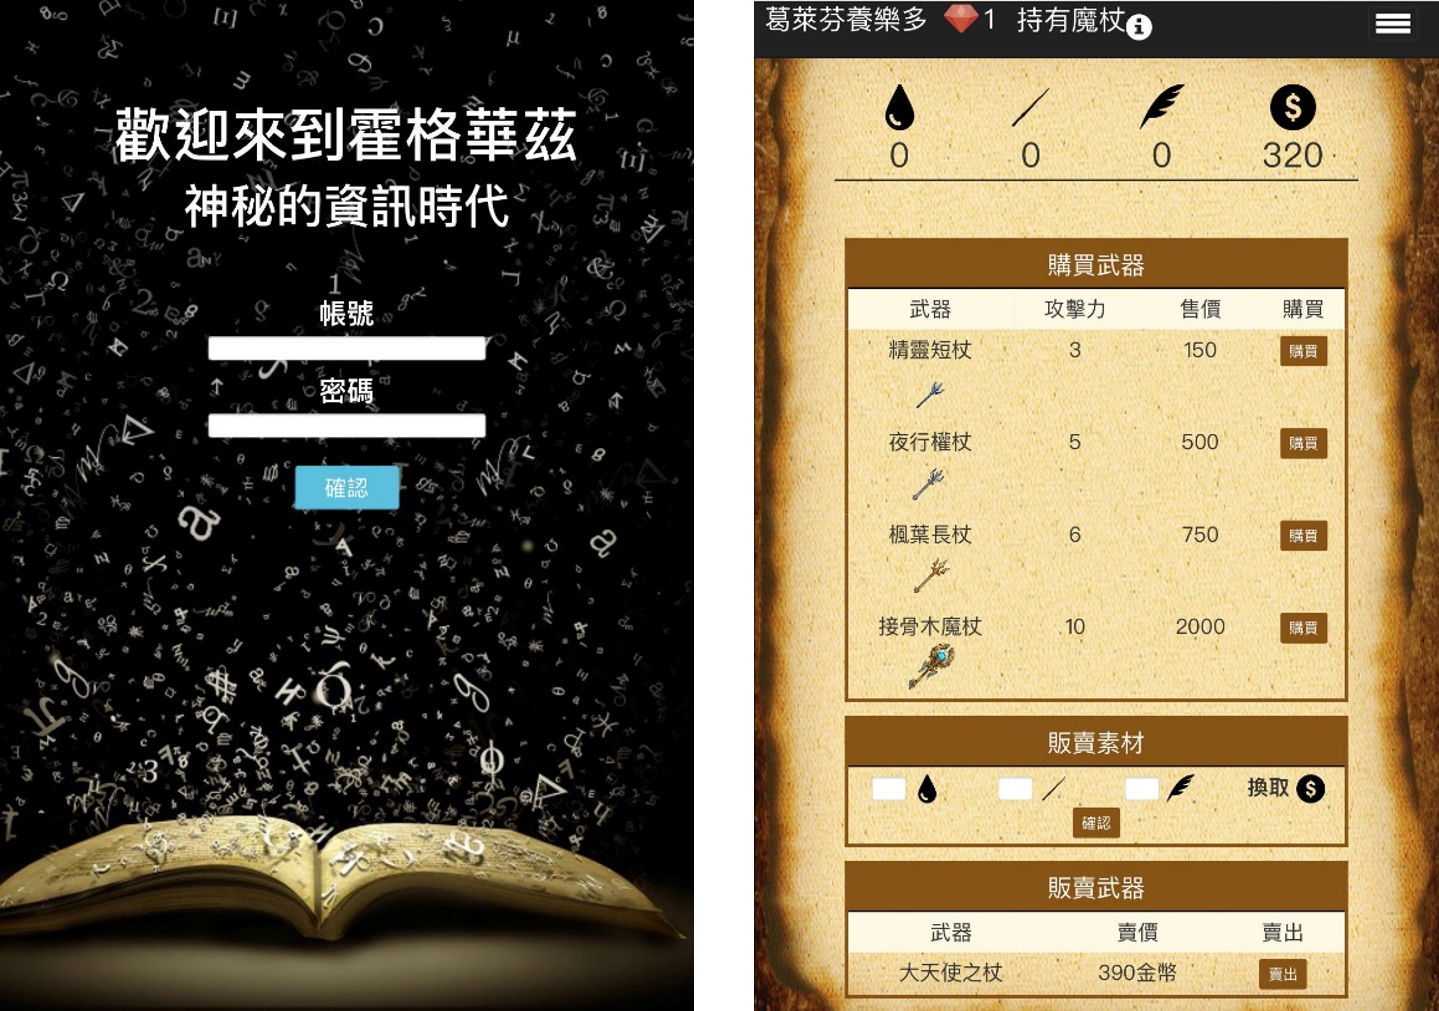 歡迎來到霍格華茲
神秘的資訊時代
帳號
密碼
確認
葛萊芬養樂多 1 持有魔杖
0 0 0 320
購買武器
武器 攻擊力 售價 購買
精靈短杖 3 150 購買
夜行權杖 5 500 購買
楓葉長杖 6 750 購買
接骨木魔杖 10 2000 購買
販賣素材
換取
確認
販賣武器
武器 賣價 賣出
大天使之杖 390金幣 賣出